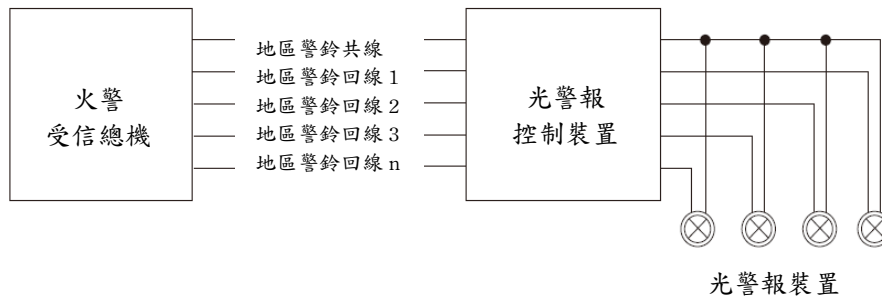 火警
受信總機
地區警鈴共線
地區警鈴回線1
地區警鈴回線2
地區警鈴回線3
地區警鈴回線n
光警報
控制裝置
光警報裝置